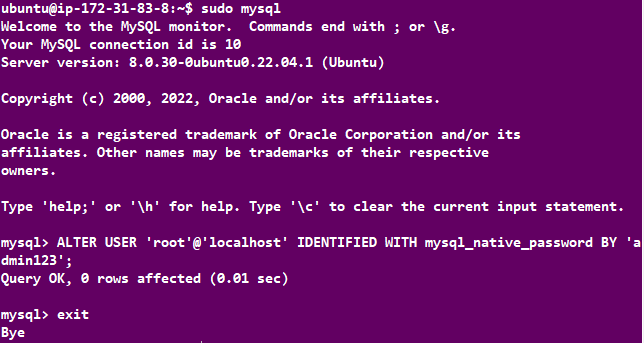 ubuntu@ip-172-31-83-8:~$ sudo mysql
Welcome to the MySQL monitor.  Commands end with ; or \g.
Your MySQL connection id is 10
Server version: 8.0.30-0ubuntu0.22.04.1 (Ubuntu)
Copyright (c) 2000, 2022, Oracle and/or its affiliates.
Oracle is a registered trademark of Oracle Corporation and/or its
affiliates. Other names may be trademarks of their respective
owners.
Type 'help;' or '\h' for help. Type '\c' to clear the current input statement.
mysql> ALTER USER 'root'@'localhost' IDENTIFIED WITH mysql_native_password BY 'a
dmin123';
Query OK, 0 rows affected (0.01 sec)
mysql> exit
Bye